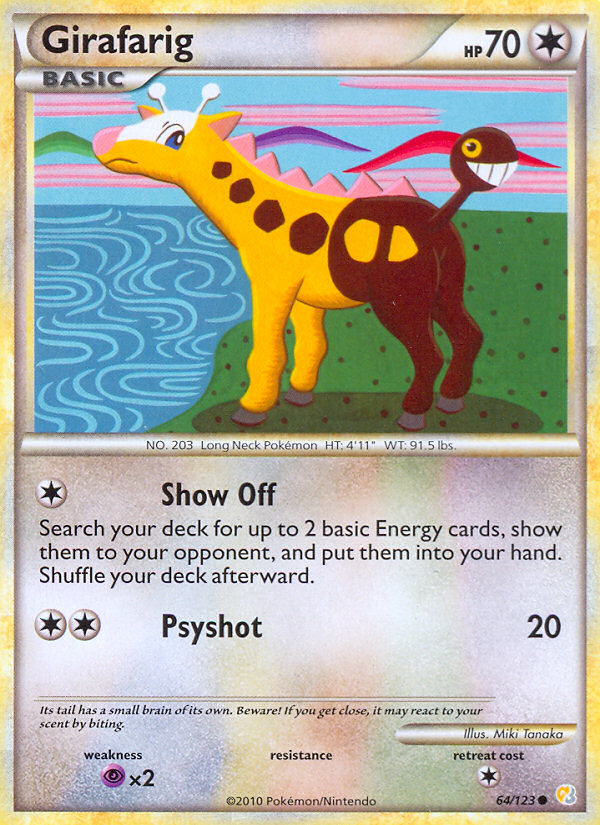 Girafarig
HP 70
BASIC
NO. 203 Long Neck Pokémon HT: 4'11" WT: 91.5 lbs.
Show Off
Search your deck for up to 2 basic Energy cards, show
them to your opponent, and put them into your hand.
Shuffle your deck afterward.
Psyshot 20
Its tail has a small brain of its own. Beware! If you get close, it may react to your
scent by biting.
Illus. Miki Tanaka
weakness resistance retreat cost
×2
©2010 Pokémon/Nintendo 64/123